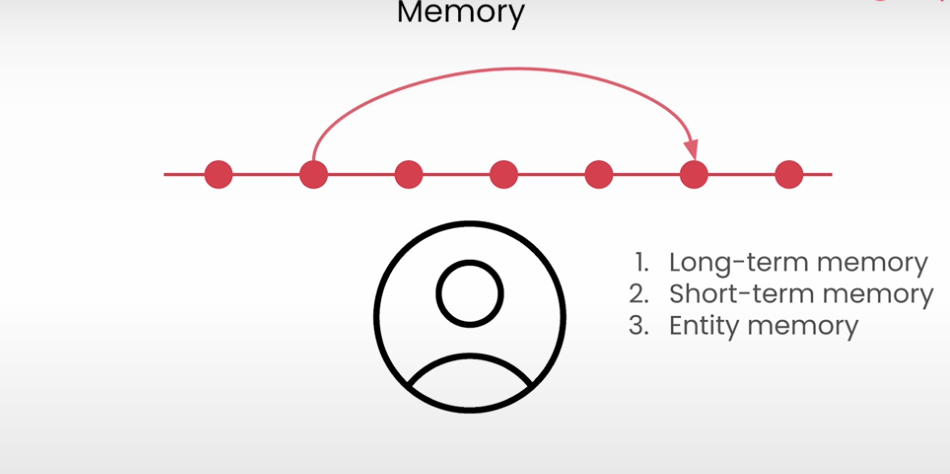 Memory
1. Long-term memory
2. Short-term memory
3. Entity memory